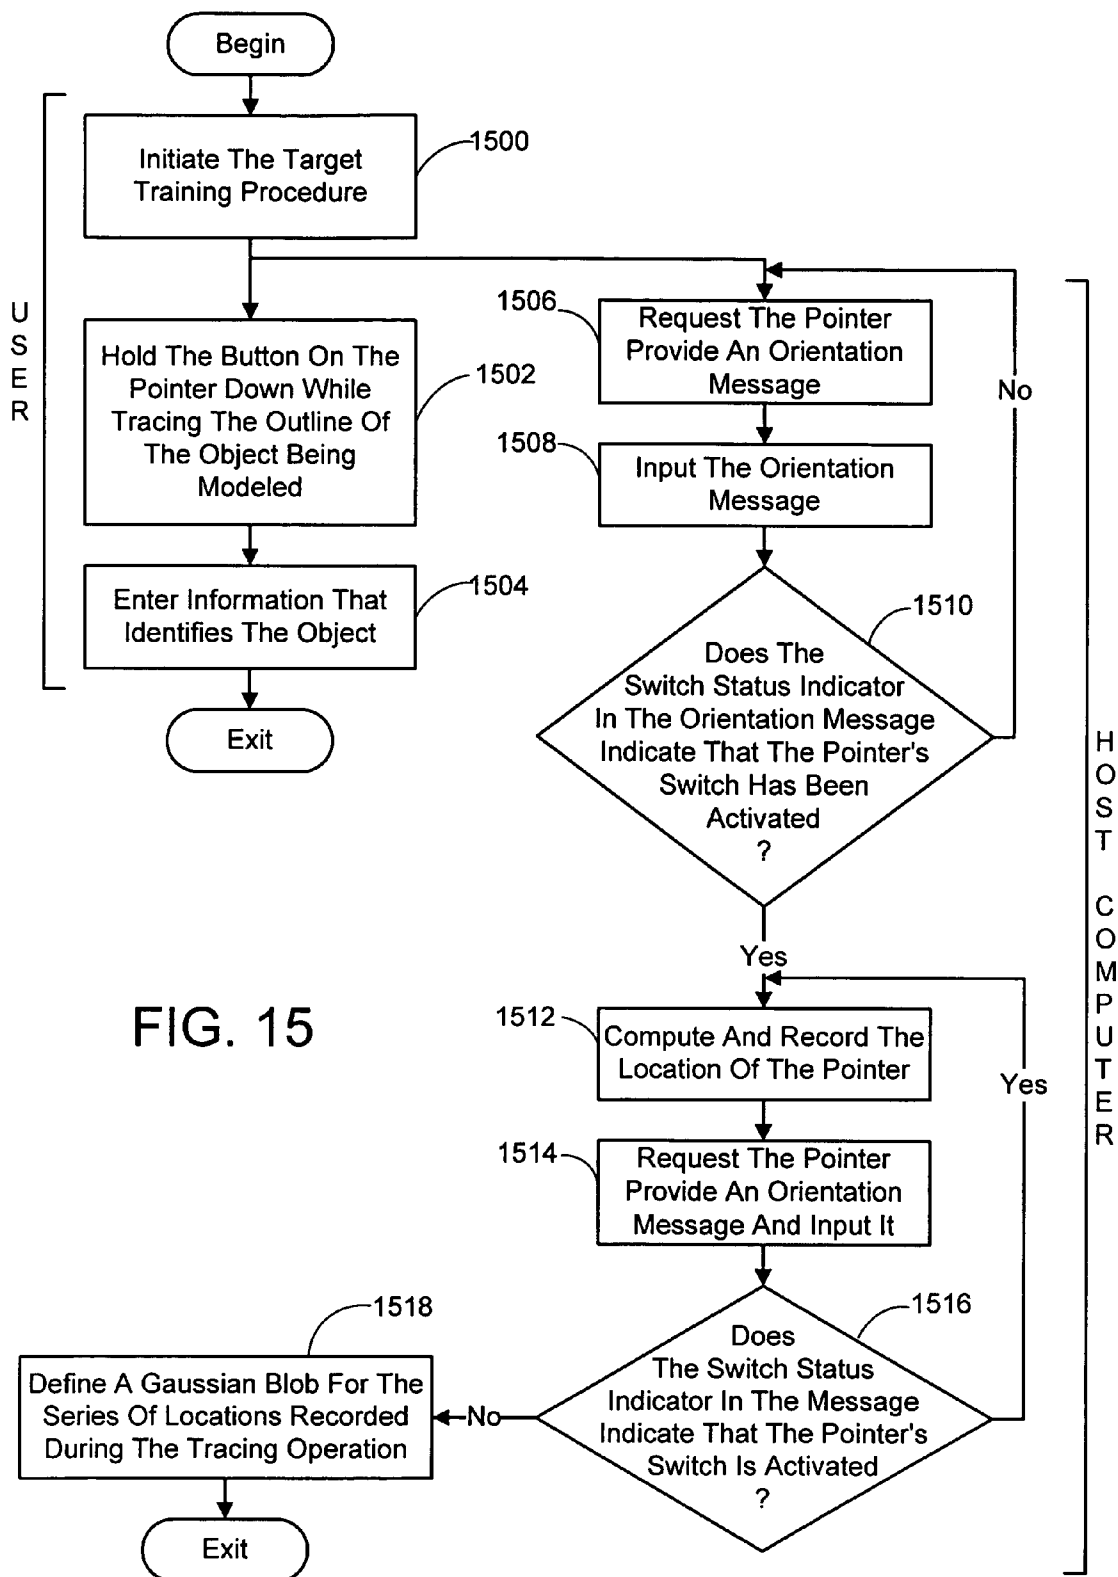 Begin
1500
Initiate The Target
Training Procedure
USER
1502
Hold The Button On The
Pointer Down While
Tracing The Outline Of
The Object Being
Modeled
1504
Enter Information That
Identifies The Object
Exit
1506
Request The Pointer
Provide An Orientation
Message
No
1508
Input The Orientation
Message
1510
Does The
Switch Status Indicator
In The Orientation Message
Indicate That The Pointer's
Switch Has Been
Activated
?
HOST COMPUTER
Yes
FIG. 15
1512
Compute And Record The
Location Of The Pointer
Yes
1514
Request The Pointer
Provide An Orientation
Message And Input It
1516
Does
The Switch Status
Indicator In The Message
Indicate That The Pointer's
Switch Is Activated
?
No
1518
Define A Gaussian Blob For The
Series Of Locations Recorded
During The Tracing Operation
Exit